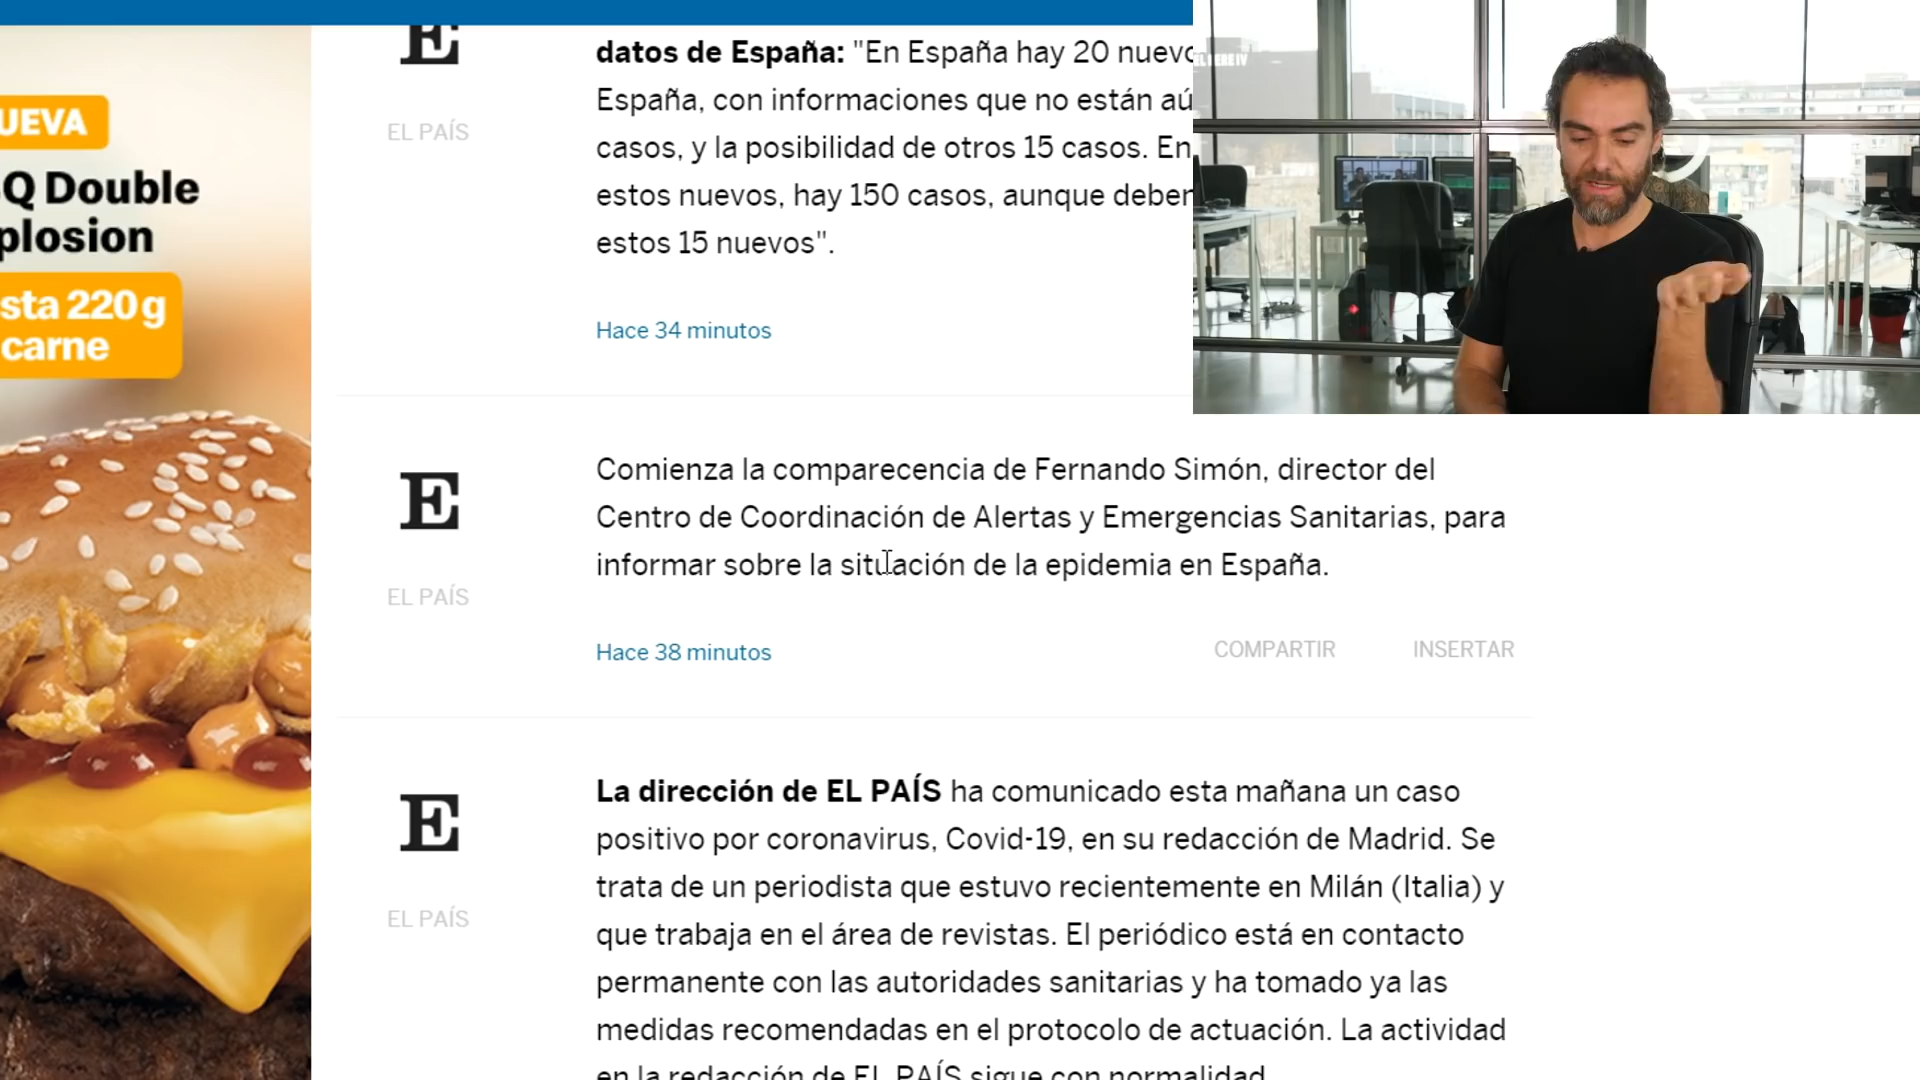 UEVA
Q Double
plosion
sta 220 g
carne
E
EL PAÍS
datos de España: "En España hay 20 nuevo
España, con informaciones que no están aú
casos, y la posibilidad de otros 15 casos. En
estos nuevos, hay 150 casos, aunque deben
estos 15 nuevos".
Hace 34 minutos
E
EL PAÍS
Comienza la comparecencia de Fernando Simón, director del
Centro de Coordinación de Alertas y Emergencias Sanitarias, para
informar sobre la situación de la epidemia en España.
Hace 38 minutos
COMPARTIR INSERTAR
E
EL PAÍS
La dirección de EL PAÍS ha comunicado esta mañana un caso
positivo por coronavirus, Covid-19, en su redacción de Madrid. Se
trata de un periodista que estuvo recientemente en Milán (Italia) y
que trabaja en el área de revistas. El periódico está en contacto
permanente con las autoridades sanitarias y ha tomado ya las
medidas recomendadas en el protocolo de actuación. La actividad
en la redacción de EL PAÍS sigue con normalidad.